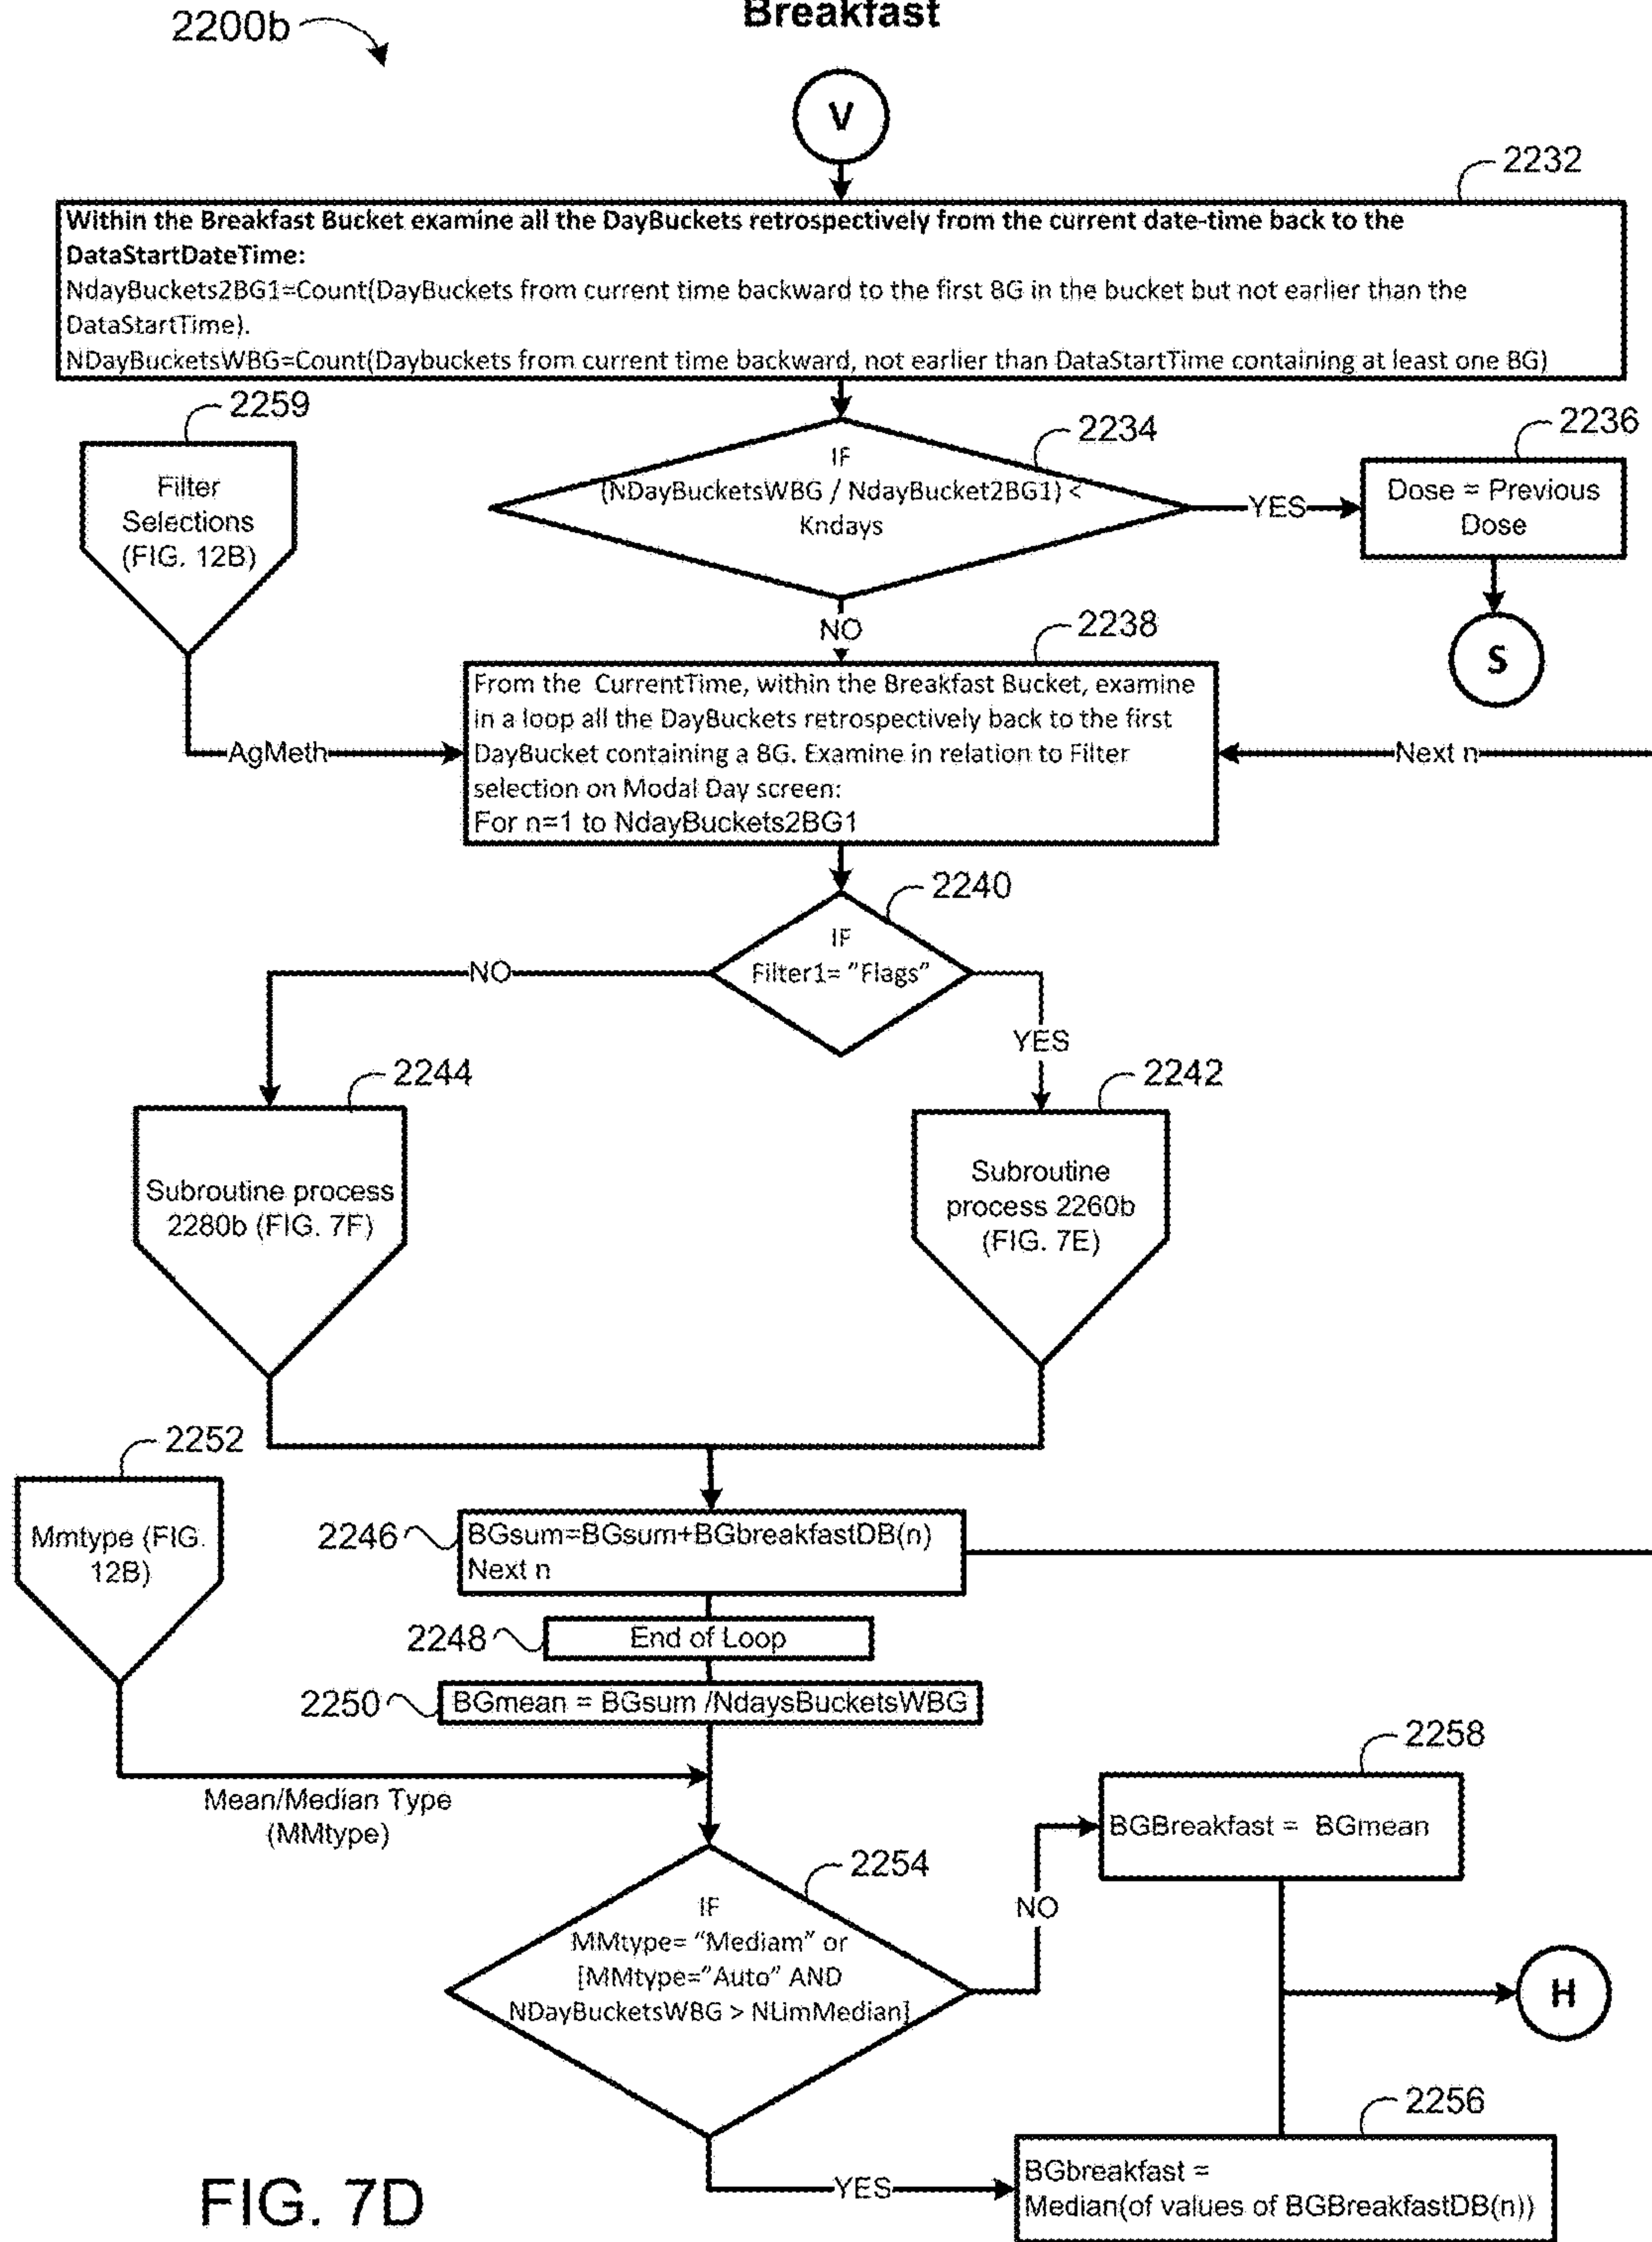 Breakfast
2200b
V
2232
Within the Breakfast Bucket examine all the DayBuckets retrospectively from the current date-time back to the
DataStartDateTime:
NdayBuckets2BG1=Count(DayBuckets from current time backward to the first BG in the bucket but not earlier than the
DataStartTime).
NDayBucketsWBG=Count(Daybuckets from current time backward, not earlier than DataStartTime containing at least one BG)
2259
Filter
Selections
(FIG. 12B)
2234
IF
(NDayBucketsWBG / NdayBucket2BG1) <
Kndays
YES
2236
Dose = Previous
Dose
S
NO
2238
From the CurrentTime, within the Breakfast Bucket, examine
in a loop all the DayBuckets retrospectively back to the first
DayBucket containing a BG. Examine in relation to Filter
selection on Modal Day screen:
For n=1 to NdayBuckets2BG1
AgMeth
Next n
2240
IF
Filter1= "Flags"
NO
YES
2244
Subroutine process
2280b (FIG. 7F)
2242
Subroutine
process 2260b
(FIG. 7E)
2252
Mmtype (FIG.
12B)
2246
BGsum=BGsum+BGbreakfastDB(n)
Next n
2248
End of Loop
2250
BGmean = BGsum /NdaysBucketsWBG
Mean/Median Type
(MMtype)
2258
BGBreakfast = BGmean
2254
IF
MMtype= "Mediam" or
[MMtype="Auto" AND
NDayBucketsWBG > NLimMedian]
NO
H
2256
YES
BGbreakfast =
Median(of values of BGBreakfastDB(n))
FIG. 7D